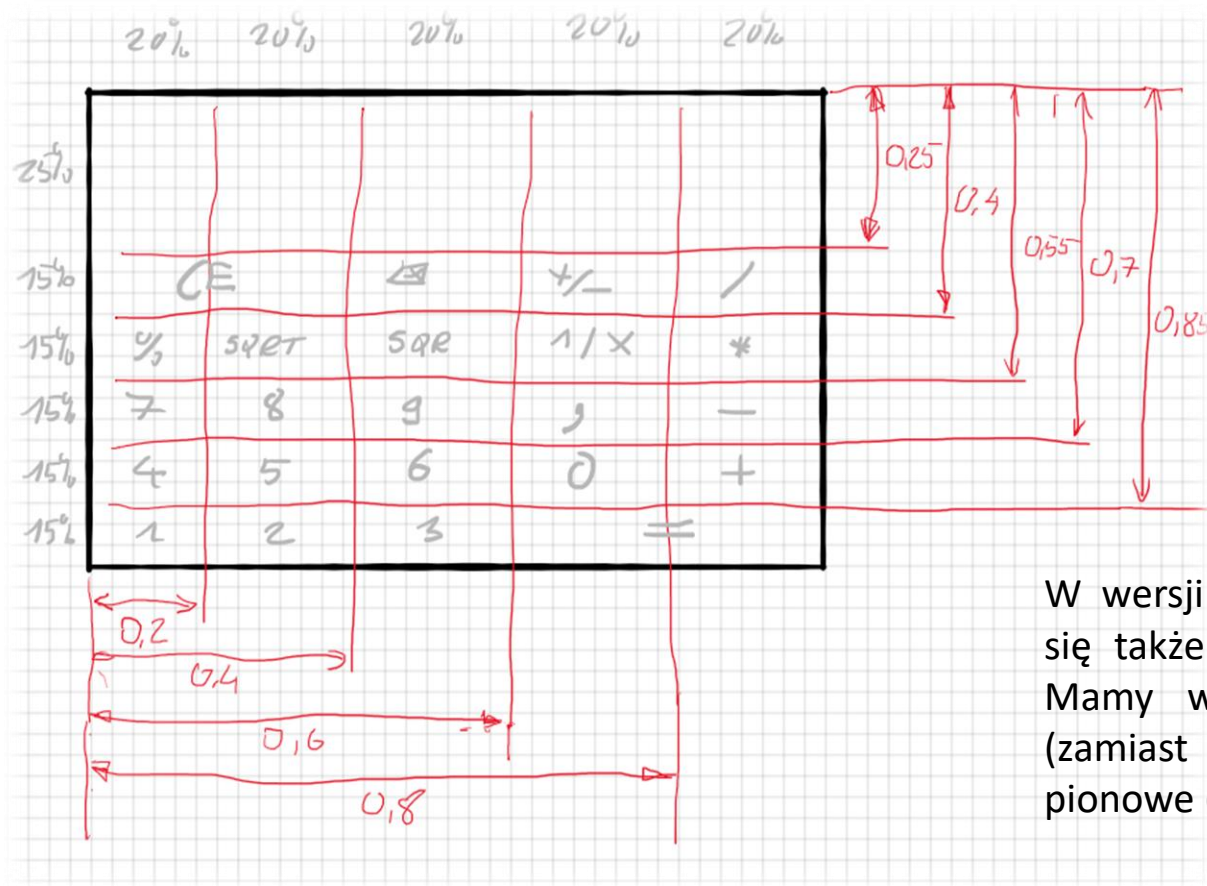 20% 20% 20% 20% 20%
25%
0,25
0,4
0,55
0,7
0,85
15% CE ⌫ +/- /
15% % SQRT SQR 1/X *
15% 7 8 9 , -
15% 4 5 6 0 +
15% 1 2 3 =
0,2
0,4
0,6
0,8
W wersji
się także
Mamy w
(zamiast
pionowe (